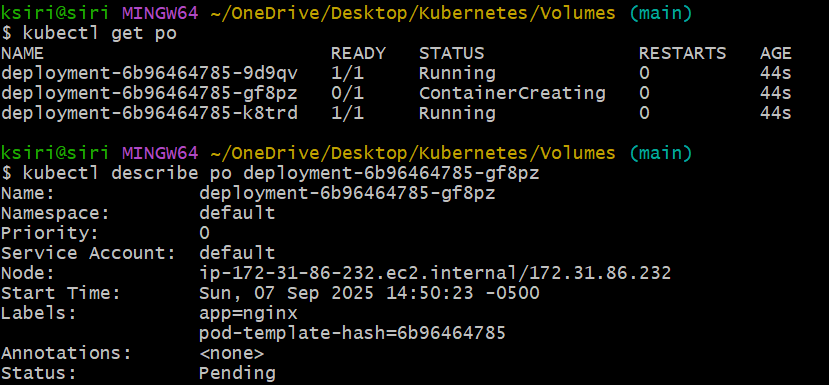 ksiri@siri MINGW64 ~/OneDrive/Desktop/Kubernetes/Volumes (main)
$ kubectl get po
NAME                          READY   STATUS              RESTARTS   AGE
deployment-6b96464785-9d9qv   1/1     Running             0          44s
deployment-6b96464785-gf8pz   0/1     ContainerCreating   0          44s
deployment-6b96464785-k8trd   1/1     Running             0          44s
ksiri@siri MINGW64 ~/OneDrive/Desktop/Kubernetes/Volumes (main)
$ kubectl describe po deployment-6b96464785-gf8pz
Name:             deployment-6b96464785-gf8pz
Namespace:        default
Priority:         0
Service Account:  default
Node:             ip-172-31-86-232.ec2.internal/172.31.86.232
Start Time:       Sun, 07 Sep 2025 14:50:23 -0500
Labels:           app=nginx
                  pod-template-hash=6b96464785
Annotations:      <none>
Status:           Pending